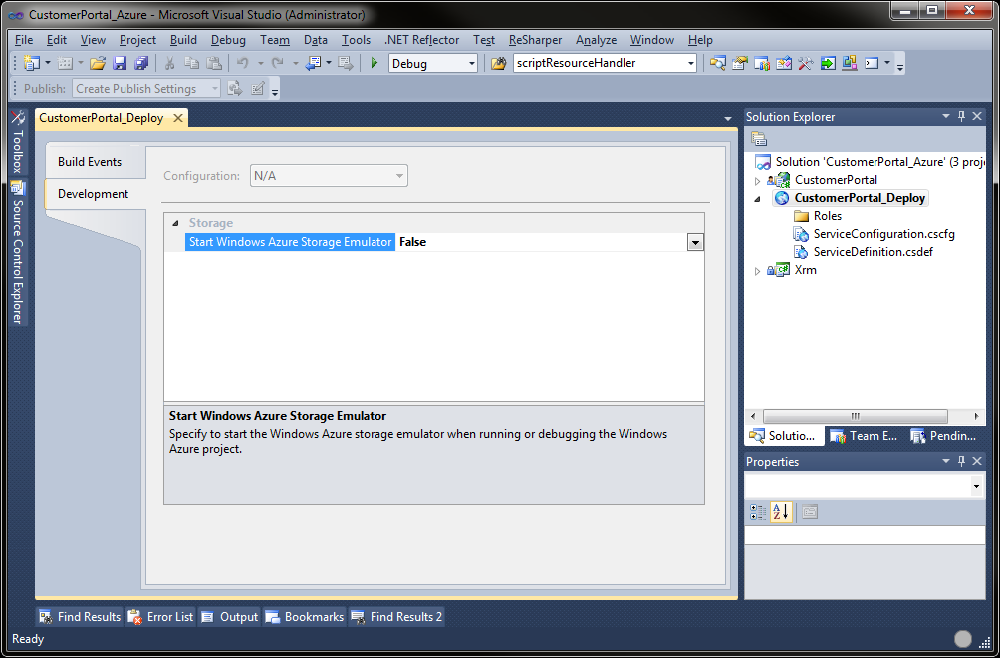 CustomerPortal_Azure - Microsoft Visual Studio (Administrator)
File Edit View Project Build Debug Team Data Tools .NET Reflector Test ReSharper Analyze Window Help
Debug scriptResourceHandler
Publish: Create Publish Settings
Toolbox
Source Control Explorer
CustomerPortal_Deploy
Build Events
Development
Configuration: N/A
Storage
Start Windows Azure Storage Emulator False
Start Windows Azure Storage Emulator
Specify to start the Windows Azure storage emulator when running or debugging the Windows
Azure project.
Solution Explorer
Solution 'CustomerPortal_Azure' (3 proj
CustomerPortal
CustomerPortal_Deploy
Roles
ServiceConfiguration.cscfg
ServiceDefinition.csdef
Xrm
Solutio... Team E... Pendin...
Properties
Find Results Error List Output Bookmarks Find Results 2
Ready